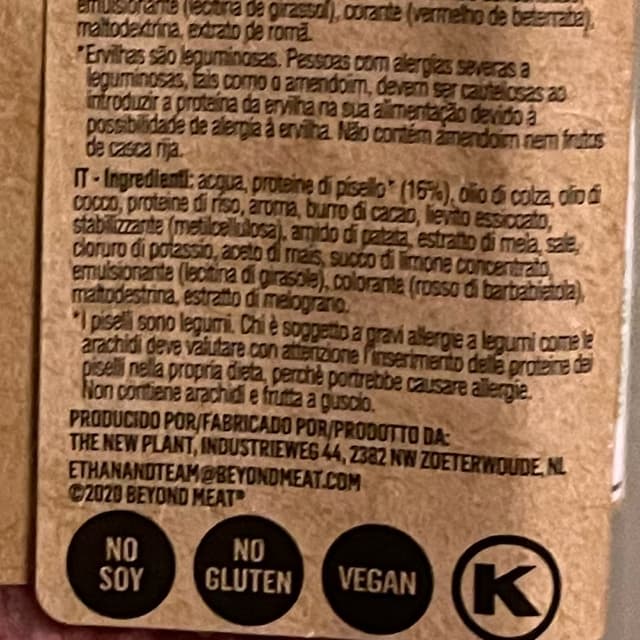 emulsionante (lecitina de girassol), corante (vermelho de beterraba),
maltodextrina, extrato de romã.
*Ervilhas são leguminosas. Pessoas com alergias severas a
leguminosas, tais como o amendoim, devem ser cautelosas ao
introduzir a proteína da ervilha na sua alimentação devido à
possibilidade de alergia à ervilha. Não contém amendoim nem frutos
de casca rija.
IT - Ingredienti: acqua, proteine di pisello* (16%), olio di colza, olio di
cocco, proteine di riso, aroma, burro di cacao, lievito essiccato,
stabilizzante (metilcellulosa), amido di patata, estratto di mela, sale,
cloruro di potassio, aceto di mais, succo di limone concentrato,
emulsionante (lecitina di girasole), colorante (rosso di barbabietola),
maltodestrina, estratto di melograno.
*I piselli sono legumi. Chi è soggetto a gravi allergie a legumi come le
arachidi deve valutare con attenzione l'inserimento delle proteine dei
piselli nella propria dieta, perchè portrebbe causare allergie.
Non contiene arachidi e frutta a guscio.
PRODUCIDO POR/FABRICADO POR/PRODOTTO DA:
THE NEW PLANT, INDUSTRIEWEG 44, 2382 NW ZOETERWOUDE, NL
ETHANANDTEAM@BEYONDMEAT.COM
©2020 BEYOND MEAT®
NO SOY
NO GLUTEN
VEGAN
K